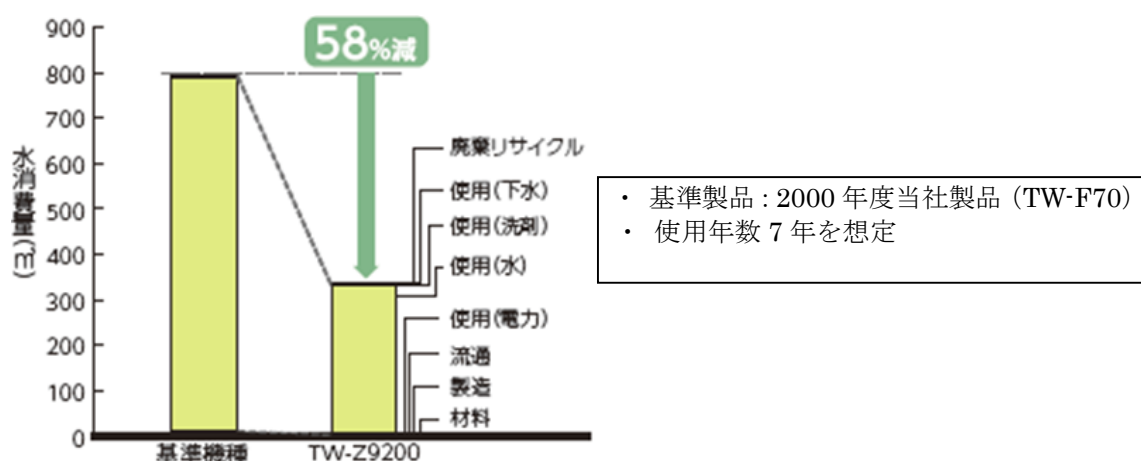 900
800
700
600
500
400
300
200
100
0
水消費量(㎥)
58%減
廃棄リサイクル
使用(下水)
使用(洗剤)
使用(水)
使用(電力)
流通
製造
材料
基準機種
TW-Z9200
・ 基準製品 : 2000 年度当社製品 (TW-F70)
・ 使用年数 7 年を想定